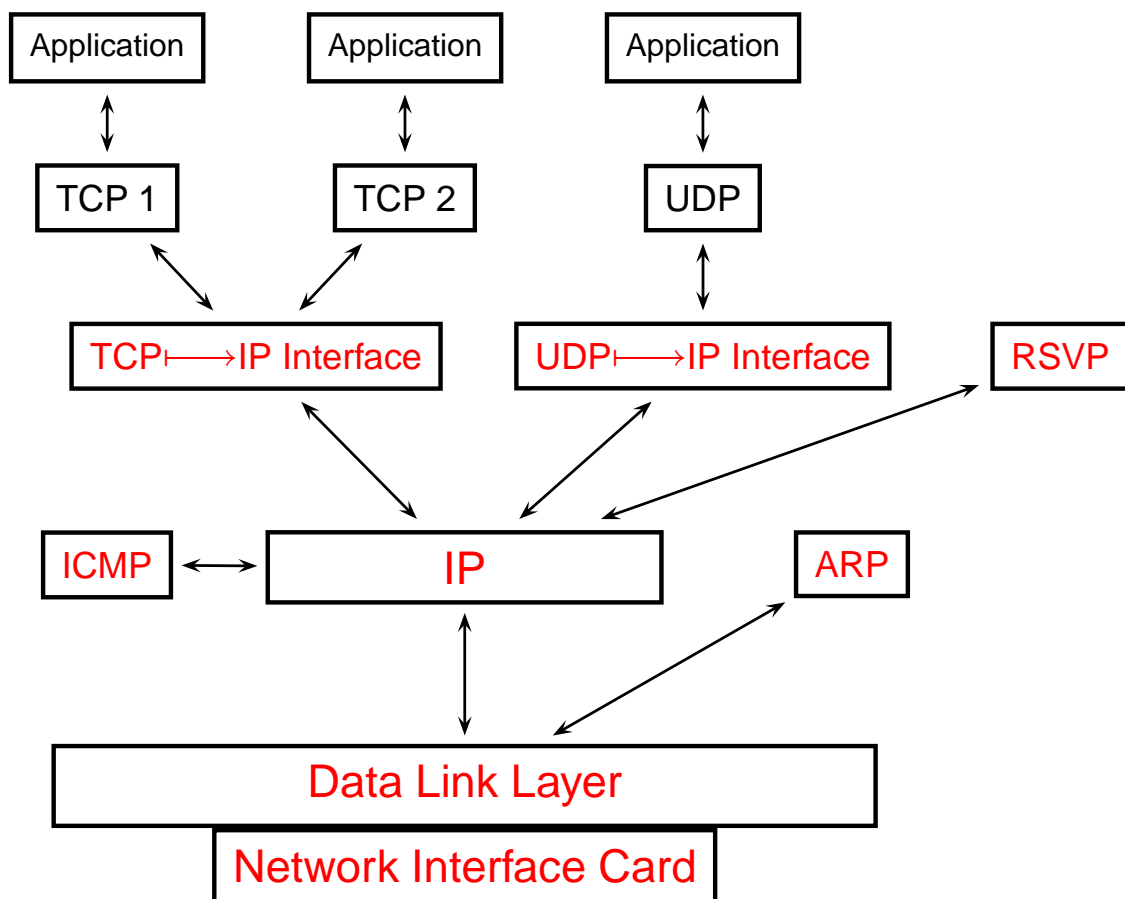 Application
Application
Application
TCP 1
TCP 2
UDP
TCP⟼IP Interface
UDP⟼IP Interface
RSVP
ICMP
IP
ARP
Data Link Layer
Network Interface Card